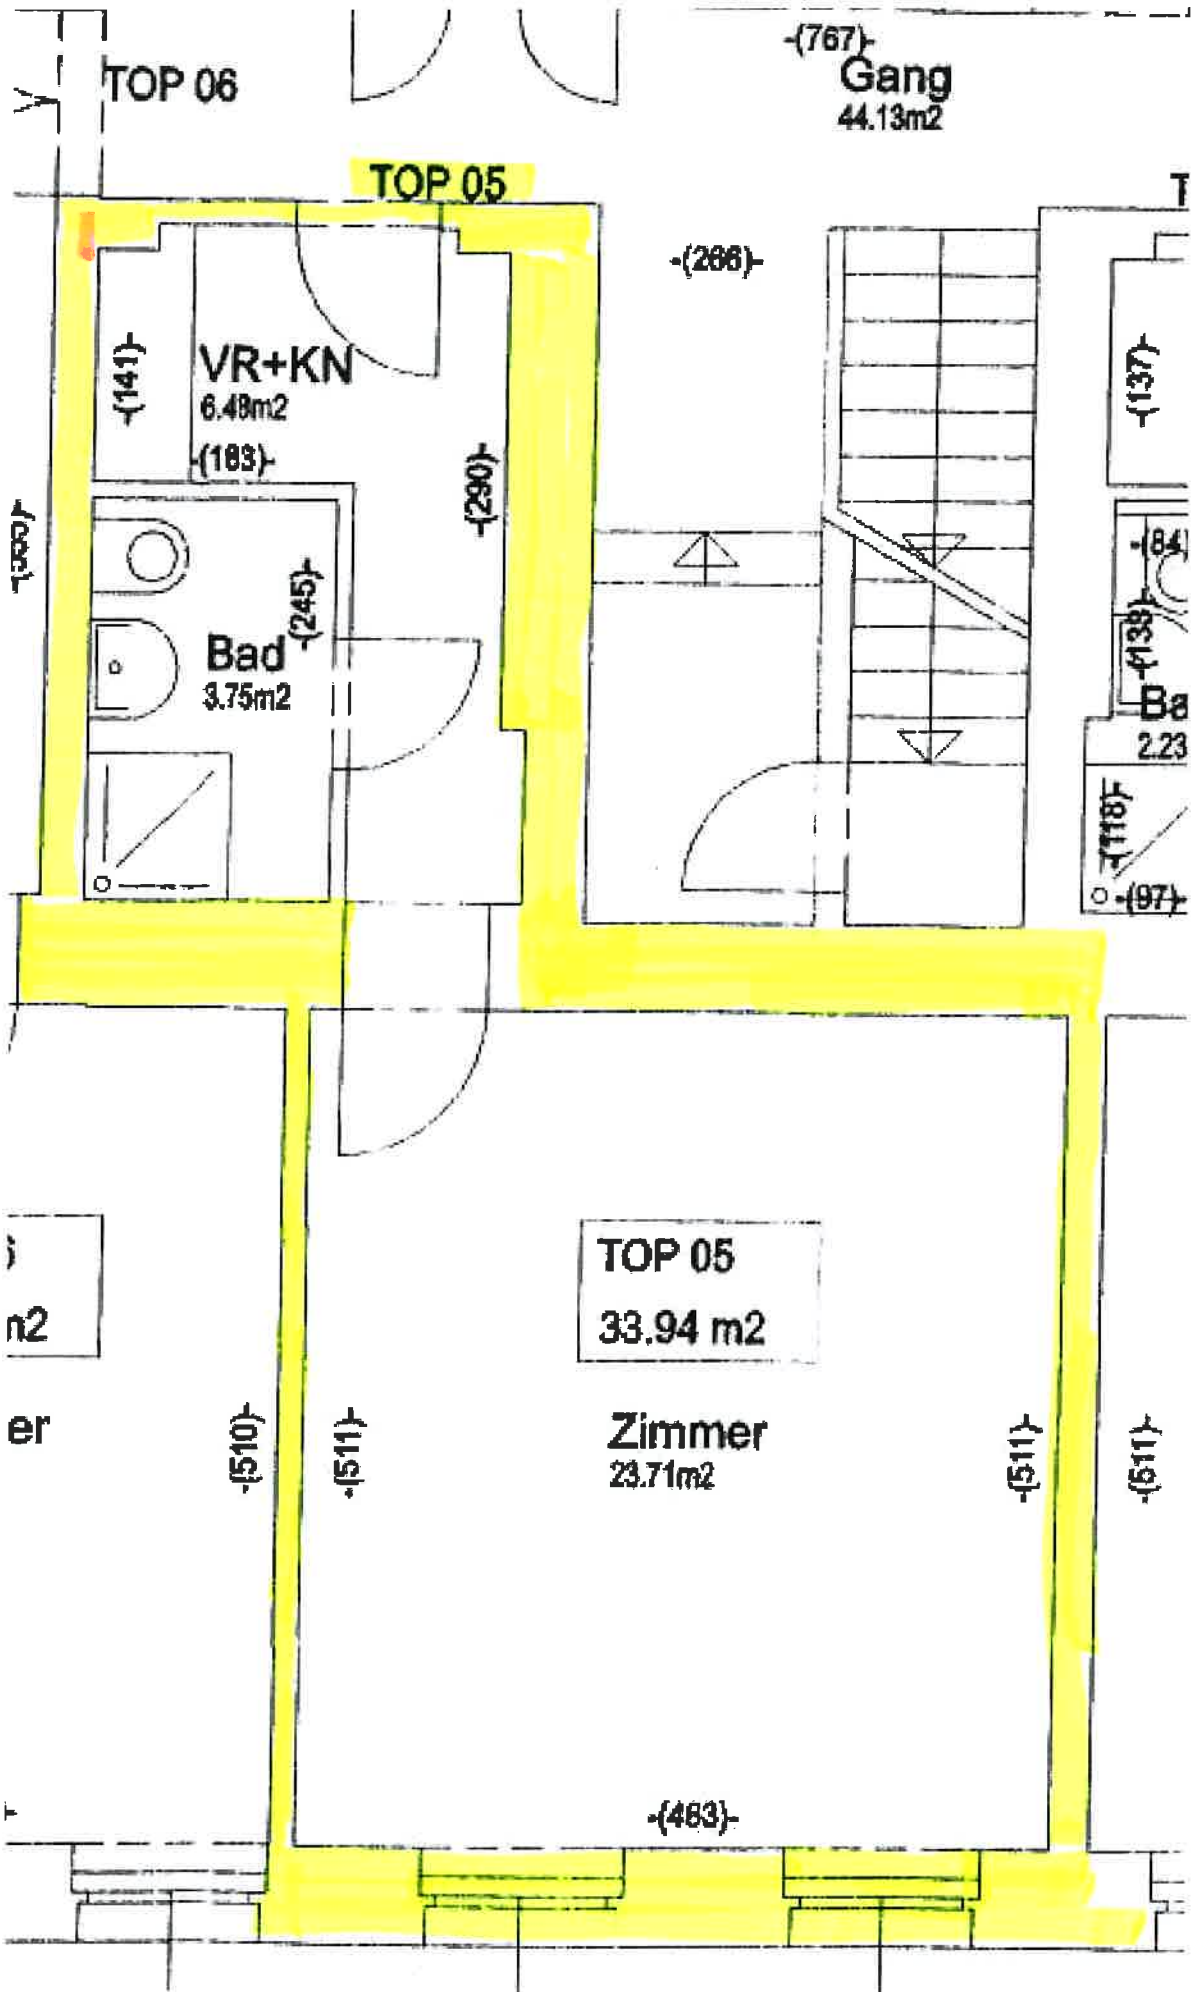 -(767)-
Gang
44.13m2
TOP 06
TOP 05
-(266)-
-(141)-
VR+KN
6.48m2
-(183)-
-(290)-
-(137)-
-(84)
-(245)-
Bad
3.75m2
-(133)-
Ba
2.23
-(118)-
-(97)-
TOP 05
33.94 m2
m2
er
-(510)-
-(511)-
Zimmer
23.71m2
-(511)-
-(511)-
-(463)-